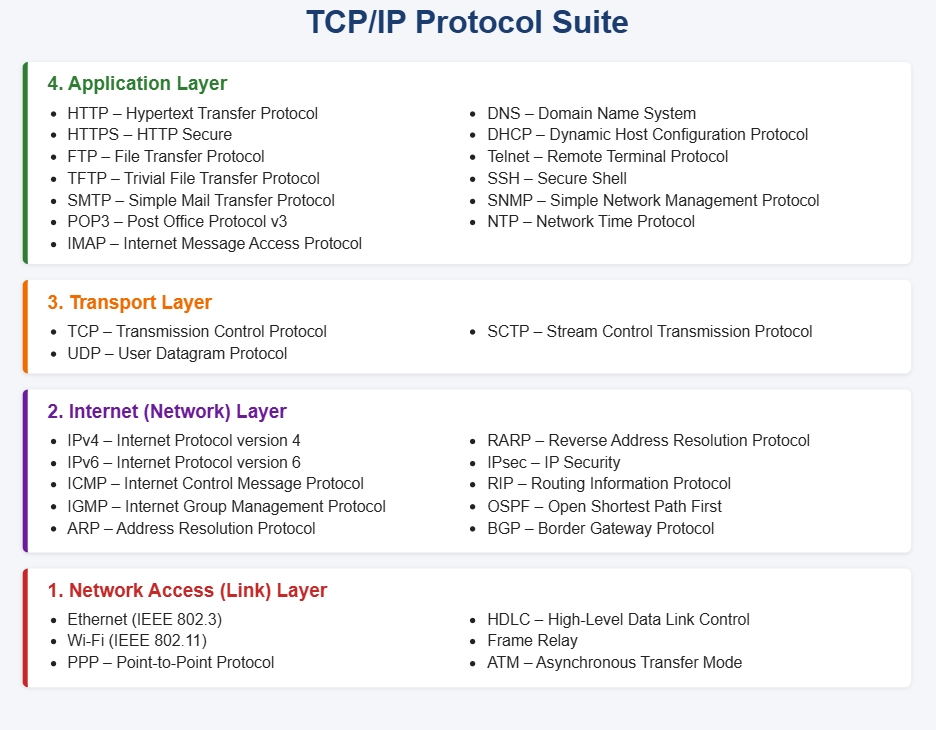 TCP/IP Protocol Suite
4. Application Layer
• HTTP – Hypertext Transfer Protocol
• HTTPS – HTTP Secure
• FTP – File Transfer Protocol
• TFTP – Trivial File Transfer Protocol
• SMTP – Simple Mail Transfer Protocol
• POP3 – Post Office Protocol v3
• IMAP – Internet Message Access Protocol
• DNS – Domain Name System
• DHCP – Dynamic Host Configuration Protocol
• Telnet – Remote Terminal Protocol
• SSH – Secure Shell
• SNMP – Simple Network Management Protocol
• NTP – Network Time Protocol
3. Transport Layer
• TCP – Transmission Control Protocol
• UDP – User Datagram Protocol
• SCTP – Stream Control Transmission Protocol
2. Internet (Network) Layer
• IPv4 – Internet Protocol version 4
• IPv6 – Internet Protocol version 6
• ICMP – Internet Control Message Protocol
• IGMP – Internet Group Management Protocol
• ARP – Address Resolution Protocol
• RARP – Reverse Address Resolution Protocol
• IPsec – IP Security
• RIP – Routing Information Protocol
• OSPF – Open Shortest Path First
• BGP – Border Gateway Protocol
1. Network Access (Link) Layer
• Ethernet (IEEE 802.3)
• Wi-Fi (IEEE 802.11)
• PPP – Point-to-Point Protocol
• HDLC – High-Level Data Link Control
• Frame Relay
• ATM – Asynchronous Transfer Mode